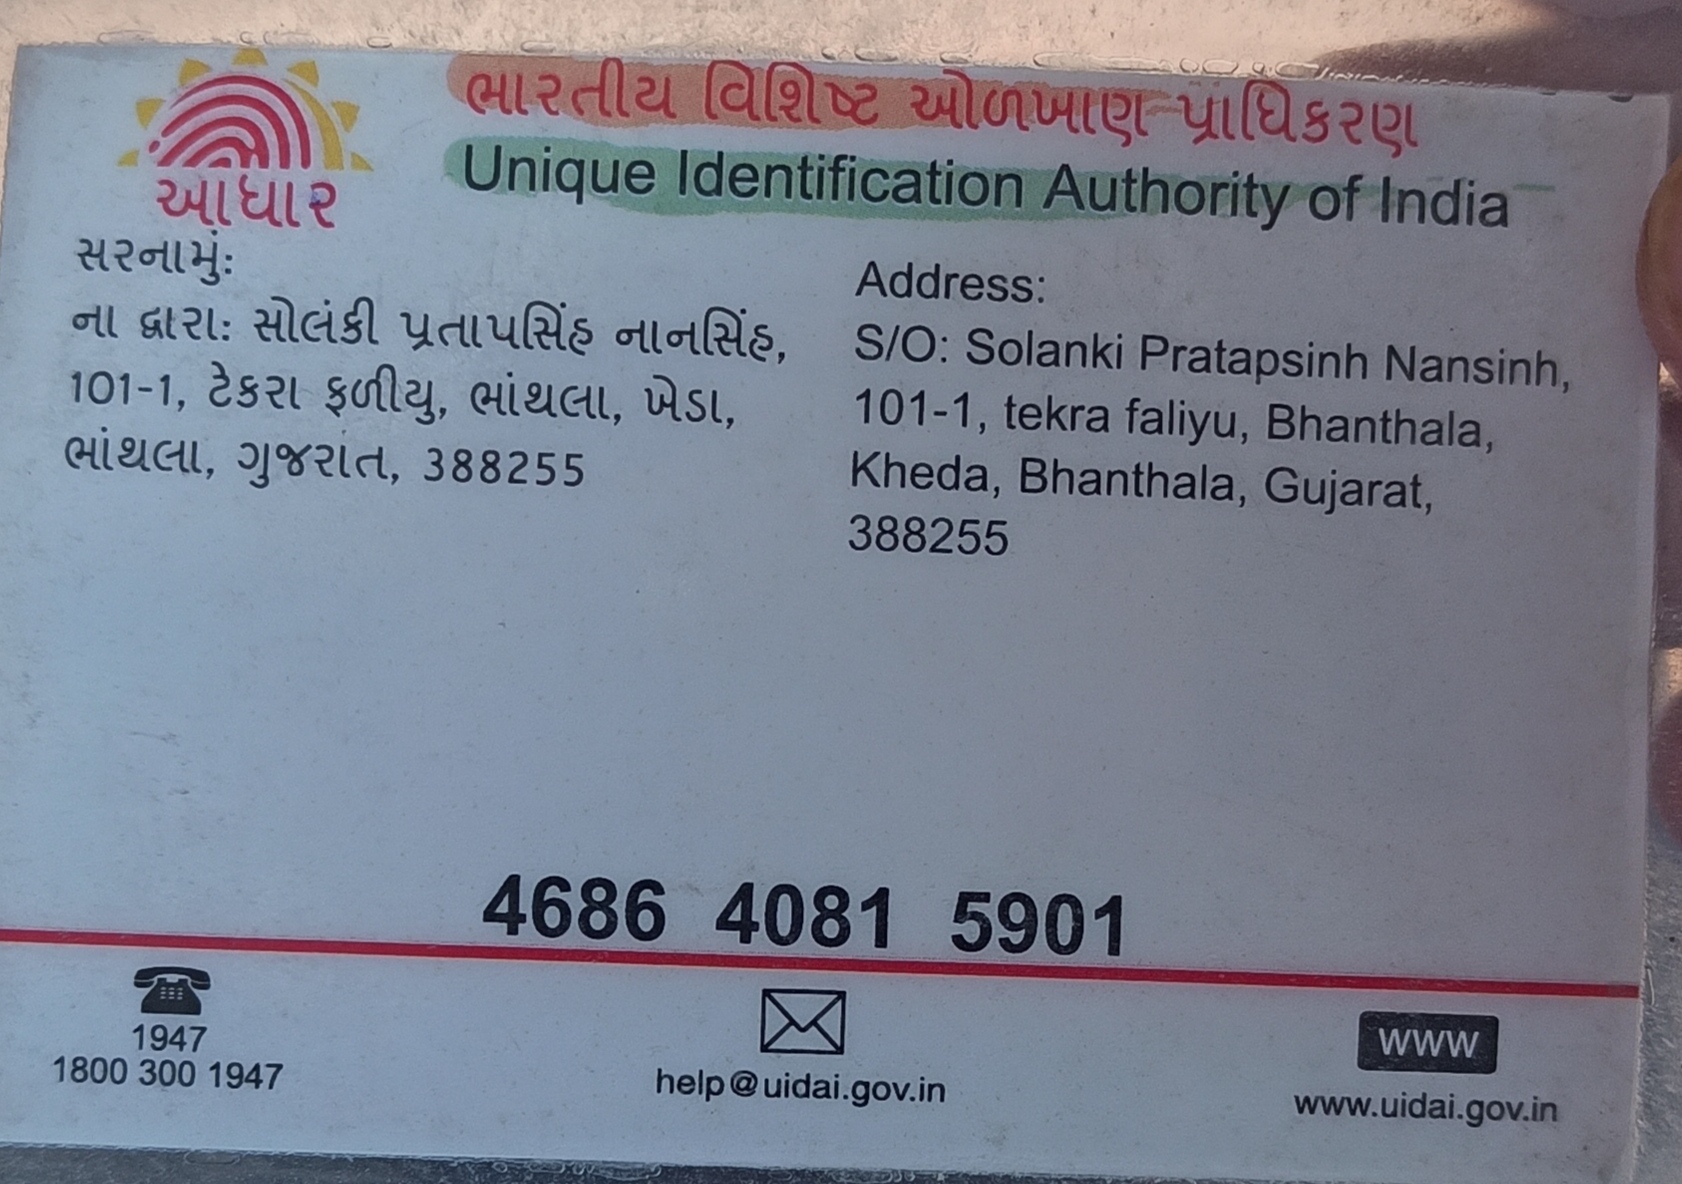 ભારતીય વિશિષ્ટ ઓળખાણ પ્રાધિકરણ
Unique Identification Authority of India
આધાર
સરનામું:
ના દ્વારા: સોલંકી પ્રતાપસિંહ નાનસિંહ,
101-1, ટેકરા ફળીયુ, ભાંથલા, ખેડા,
ભાંથલા, ગુજરાત, 388255
Address:
S/O: Solanki Pratapsinh Nansinh,
101-1, tekra faliyu, Bhanthala,
Kheda, Bhanthala, Gujarat,
388255
4686 4081 5901
1947
1800 300 1947
help@uidai.gov.in
WWW
www.uidai.gov.in